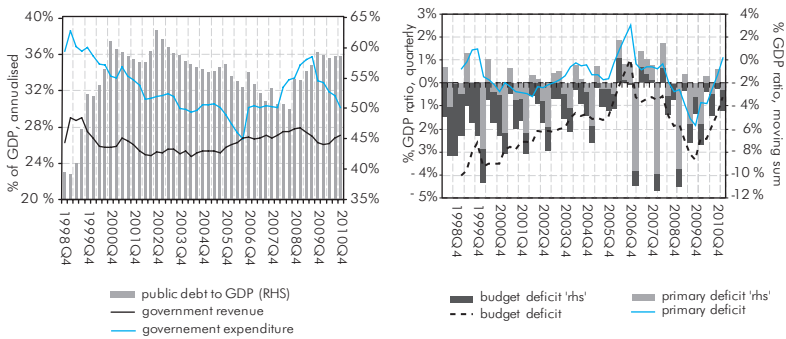 % of GDP, annualised
40%
36%
32%
28%
24%
20 %
65%
60%
55%
50%
45%
40%
35%
1998Q4
1999Q4
2000Q4
2001Q4
2002Q4
2003Q4
2004Q4
2005Q4
2006Q4
2007Q4
2008Q4
2009Q4
2010Q4
public debt to GDP (RHS)
government revenue
governement expenditure
% GDP ratio, quarterly
3%
2%
1%
0%
- 1%
- 2%
- 3%
- 4%
- 5%
4%
2%
0%
- 2%
- 4%
- 6%
- 8%
- 10 %
- 12 %
% GDP ratio, moving sum
1998Q4
1999Q4
2000Q4
2001Q4
2002Q4
2003Q4
2004Q4
2005Q4
2006Q4
2007Q4
2008Q4
2009Q4
2010Q4
budget deficit 'rhs'
budget deficit
primary deficit 'rhs'
primary deficit